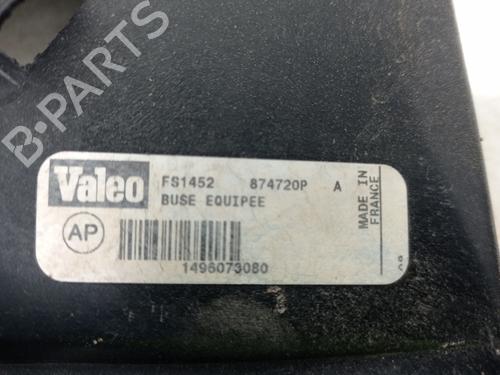 B-PARTS
Valeo
FS1452 874720P A
BUSE EQUIPEE
AP
1496073080
MADE IN
FRANCE